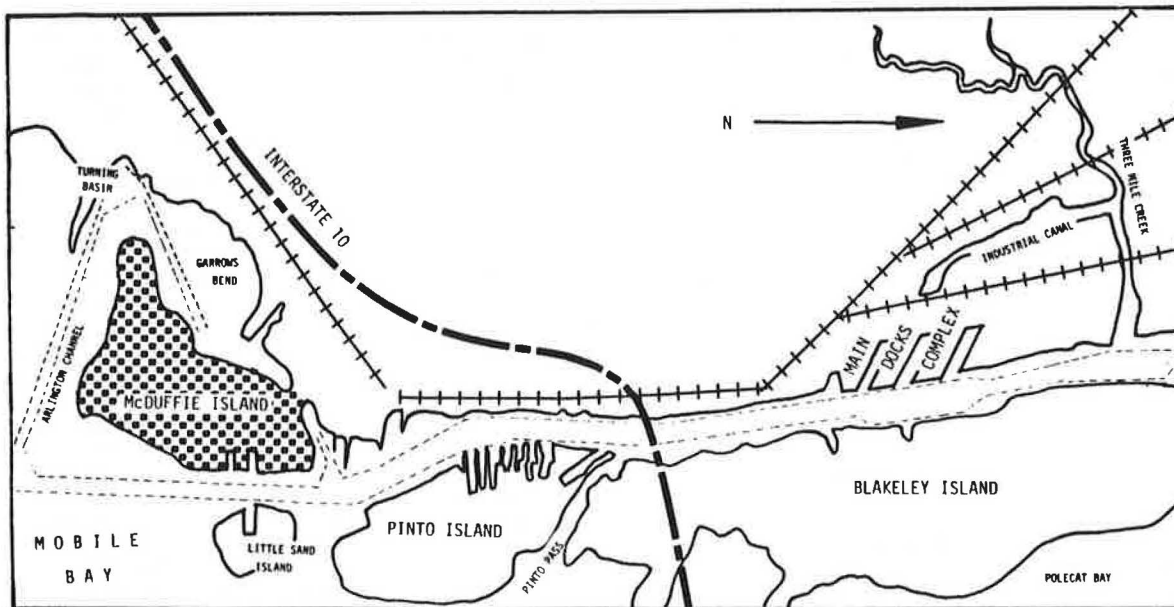 N
TURNING
BASIN
INTERSTATE 10
THREE MILE CREEK
GARROWS
BEND
INDUSTRIAL CANAL
ARLINGTON CHANNEL
McDUFFIE ISLAND
MAIN
DOCKS
COMPLEX
BLAKELEY ISLAND
PINTO ISLAND
PINTO PASS
LITTLE SAND
ISLAND
MOBILE
BAY
POLECAT BAY